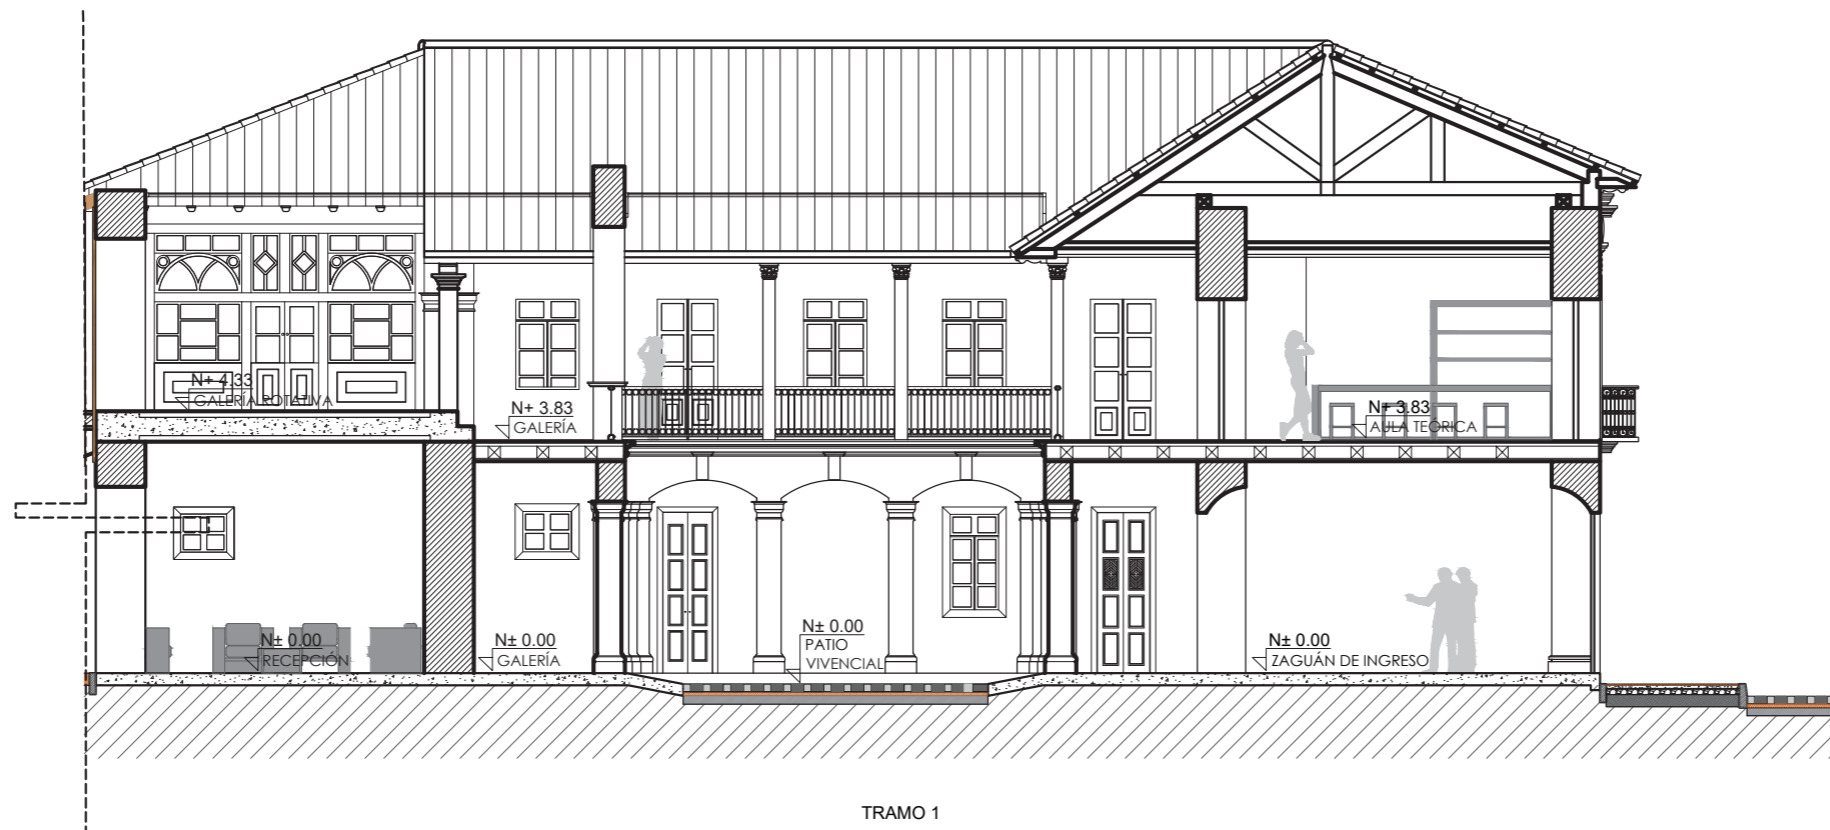 N+ 4.33
GALERÍA ROTATIVA
N+ 3.83
GALERÍA
N+ 3.83
AULA TEÓRICA
N± 0.00
RECEPCIÓN
N± 0.00
GALERÍA
N± 0.00
PATIO
VIVENCIAL
N± 0.00
ZAGUÁN DE INGRESO
TRAMO 1